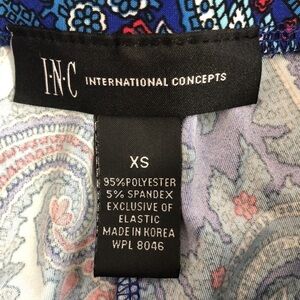 I·N·C INTERNATIONAL CONCEPTS
XS
95%POLYESTER
5% SPANDEX
EXCLUSIVE OF
ELASTIC
MADE IN KOREA
WPL 8046